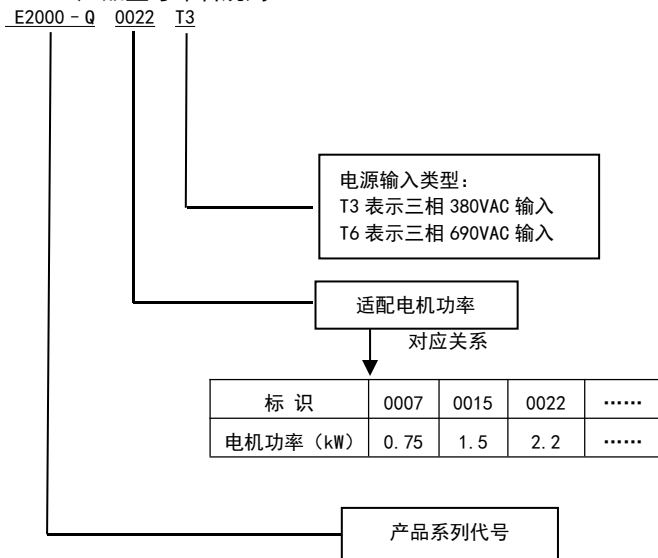 E2000-Q 0022 T3
电源输入类型：
T3 表示三相 380VAC 输入
T6 表示三相 690VAC 输入
适配电机功率
对应关系
标 识 0007 0015 0022 ……
电机功率（kW） 0.75 1.5 2.2 ……
产品系列代号